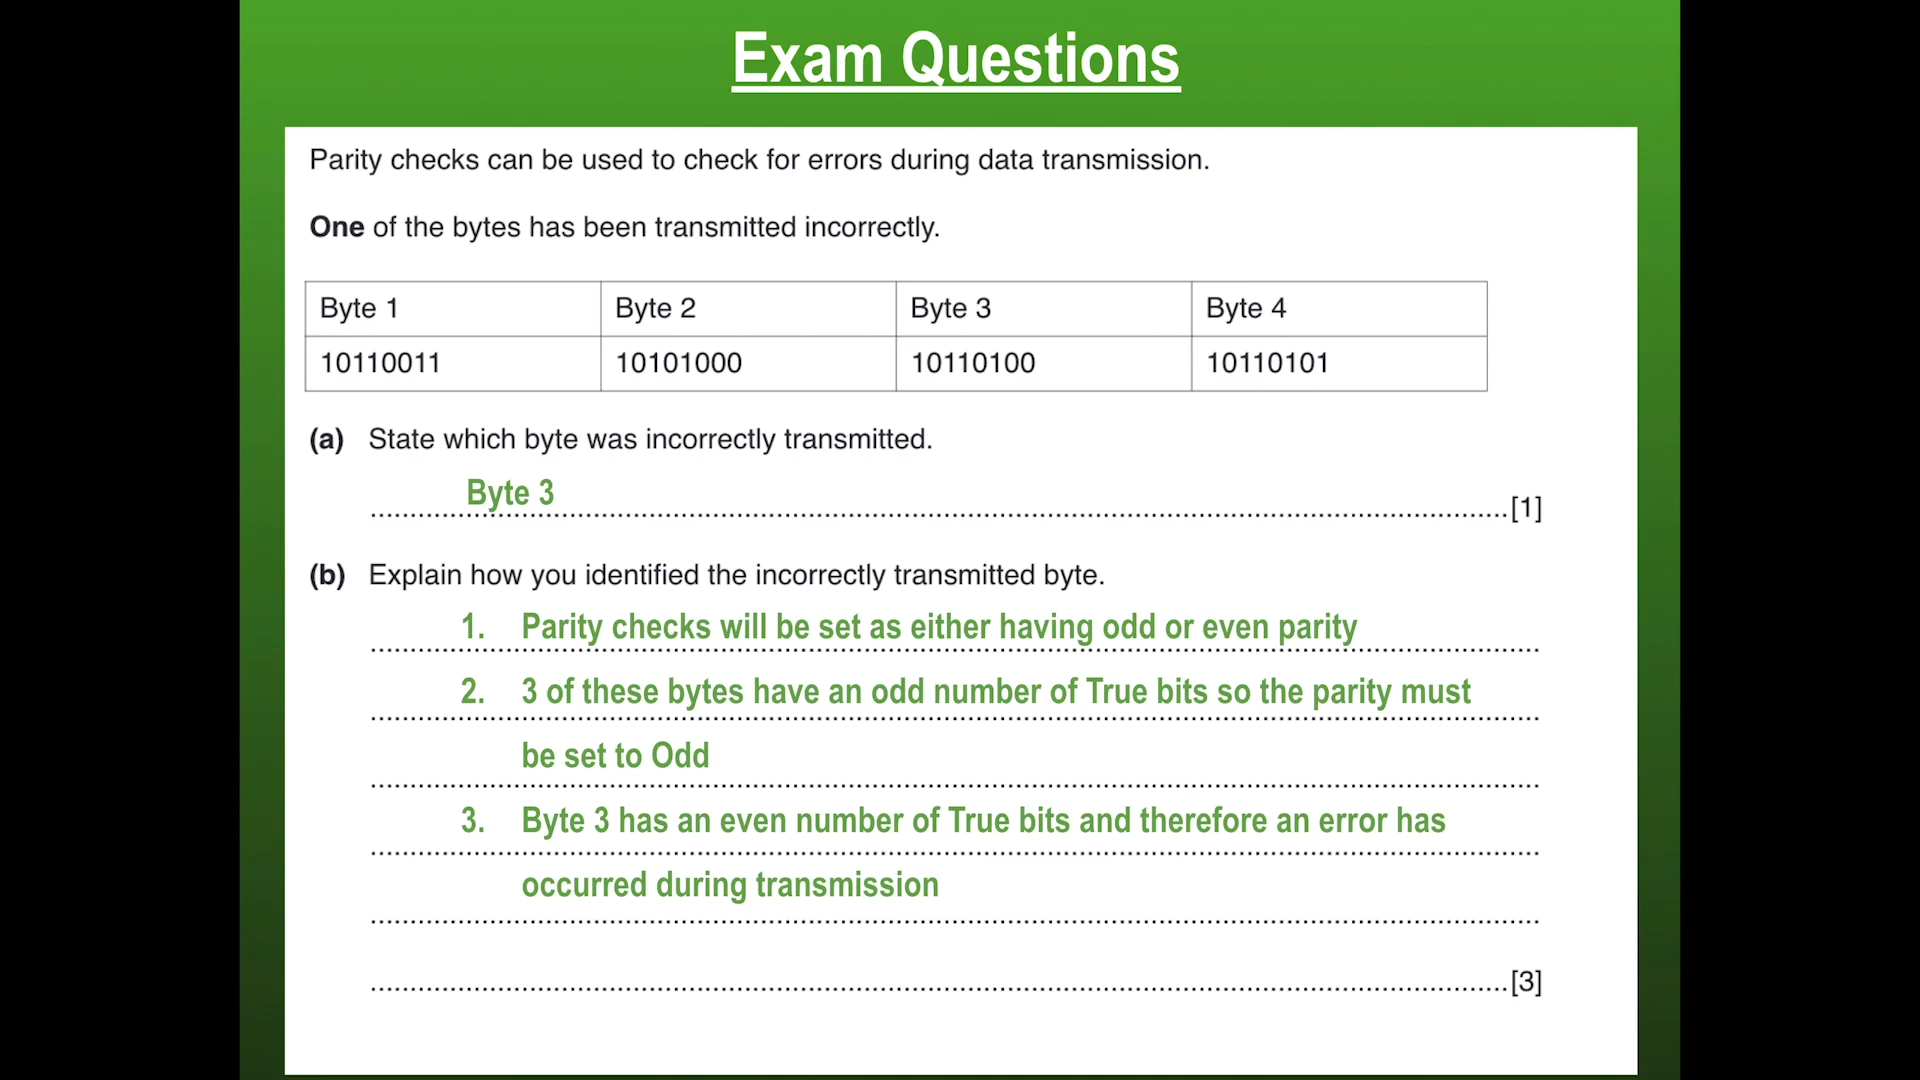 Exam Questions
Parity checks can be used to check for errors during data transmission.
One of the bytes has been transmitted incorrectly.
Byte 1 Byte 2 Byte 3 Byte 4
10110011 10101000 10110100 10110101
(a) State which byte was incorrectly transmitted.
Byte 3 [1]
(b) Explain how you identified the incorrectly transmitted byte.
1. Parity checks will be set as either having odd or even parity
2. 3 of these bytes have an odd number of True bits so the parity must
be set to Odd
3. Byte 3 has an even number of True bits and therefore an error has
occurred during transmission
[3]